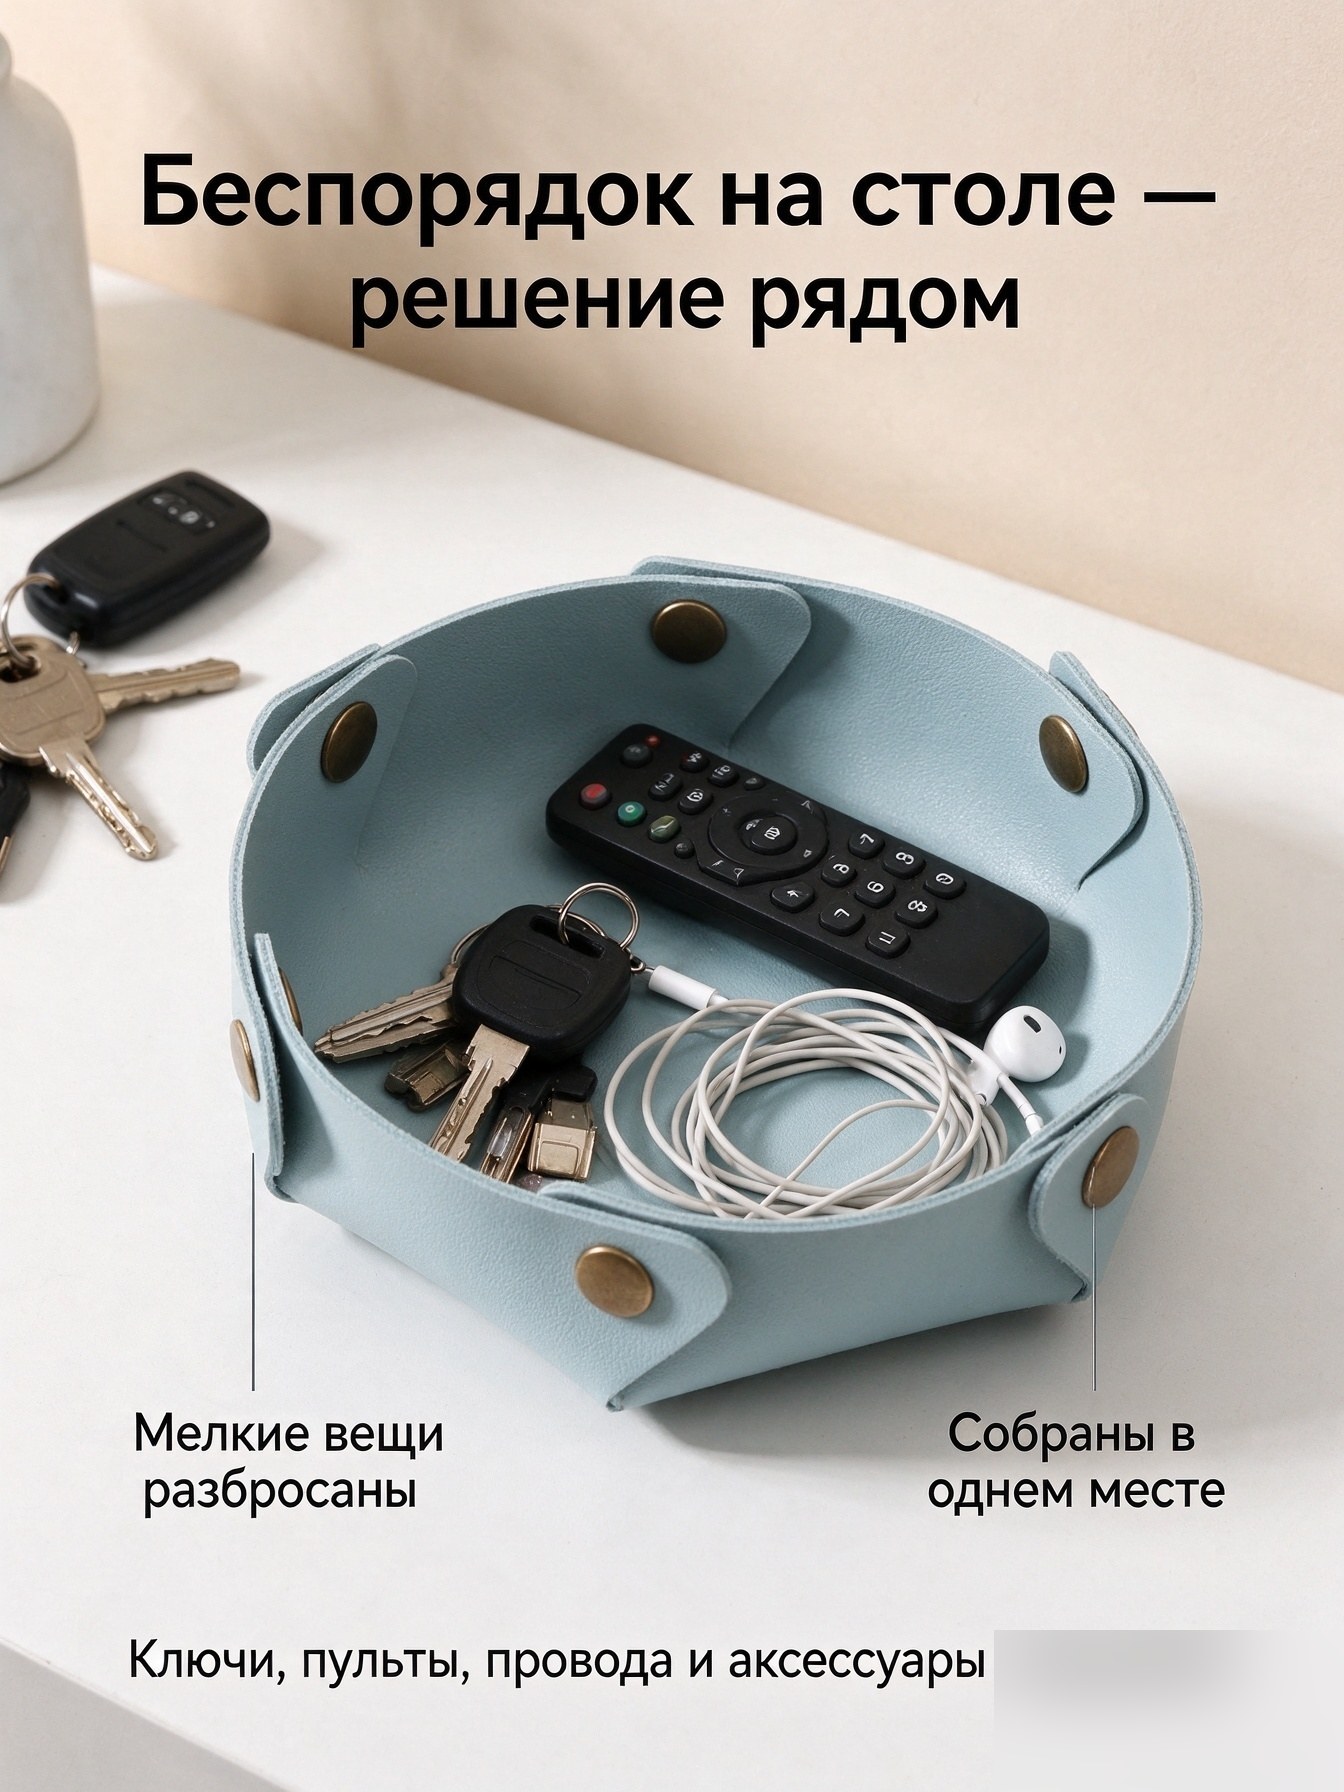 Беспорядок на столе —
решение рядом
Мелкие вещи
разбросаны
Собраны в
однем месте
Ключи, пульты, провода и аксессуары